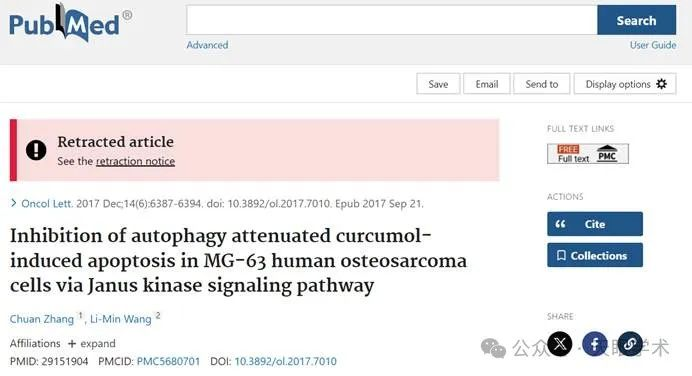 PubMed®
Search
Advanced
User Guide
Save
Email
Send to
Display options
Retracted article
See the retraction notice
FULL TEXT LINKS
FREE
Full text
PMC
Oncol Lett. 2017 Dec;14(6):6387-6394. doi: 10.3892/ol.2017.7010. Epub 2017 Sep 21.
Inhibition of autophagy attenuated curcumol-
induced apoptosis in MG-63 human osteosarcoma
cells via Janus kinase signaling pathway
Chuan Zhang 1, Li-Min Wang 2
Affiliations + expand
PMID: 29151904 PMCID: PMC5680701 DOI: 10.3892/ol.2017.7010
ACTIONS
Cite
Collections
SHARE
学术